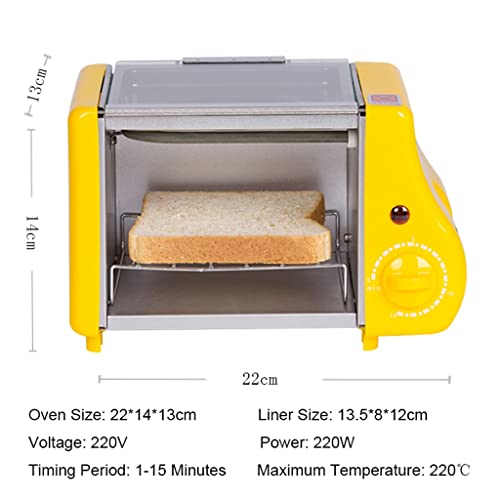 13cm
14cm
22cm
Oven Size: 22*14*13cm
Liner Size: 13.5*8*12cm
Voltage: 220V
Power: 220W
Timing Period: 1-15 Minutes
Maximum Temperature: 220℃